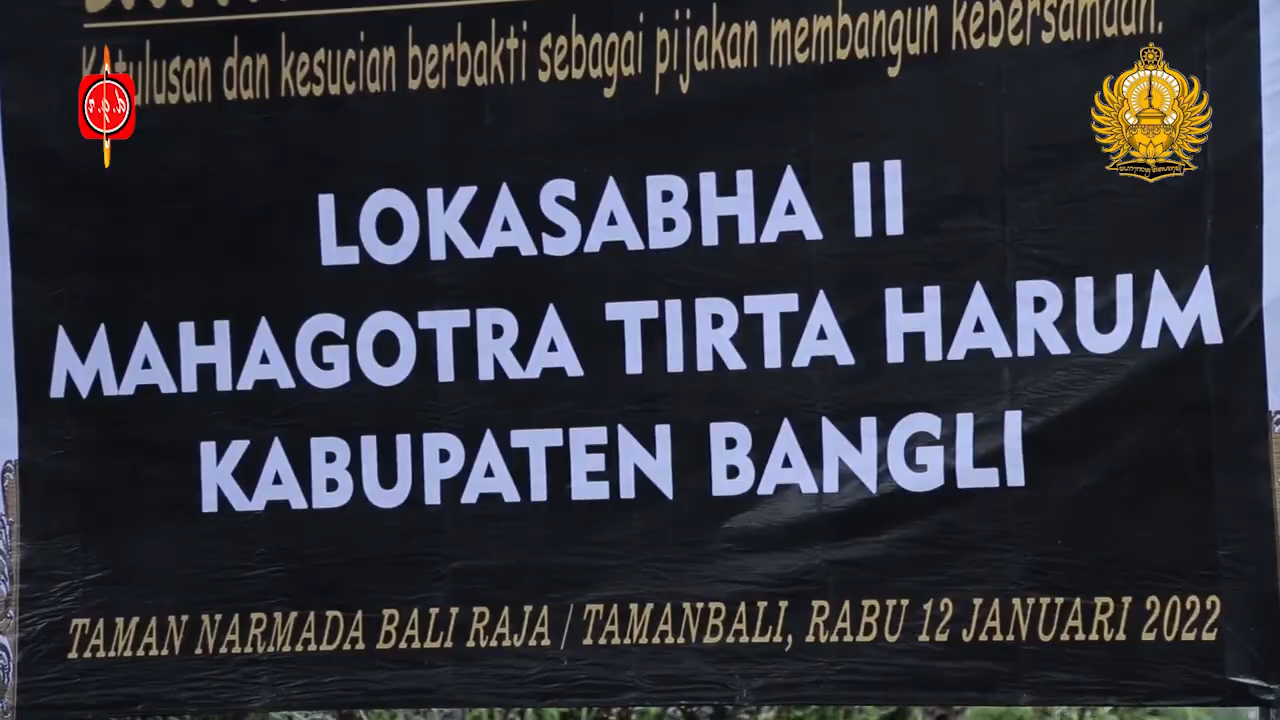 Ketulusan dan kesucian berbakti sebagai pijakan membangun kebersamaan.
LOKASABHA II
MAHAGOTRA TIRTA HARUM
KABUPATEN BANGLI
TAMAN NARMADA BALI RAJA / TAMANBALI, RABU 12 JANUARI 2022